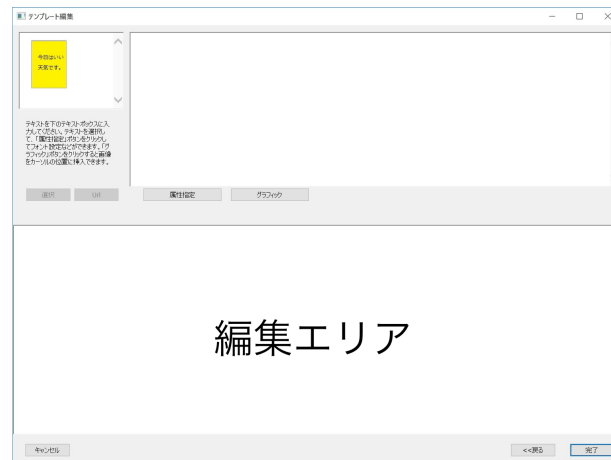 テンプレート編集
今日はいい
天気です。
テキストを下のテキストボックスに入
力してください。テキストを選択し
て、「属性指定」ボタンをクリックし
てフォント設定などができます。「グ
ラフィック」ボタンをクリックすると画像
をカーソルの位置に挿入できます。
選択
Url
属性指定
グラフィック
編集エリア
キャンセル
<<戻る
完了